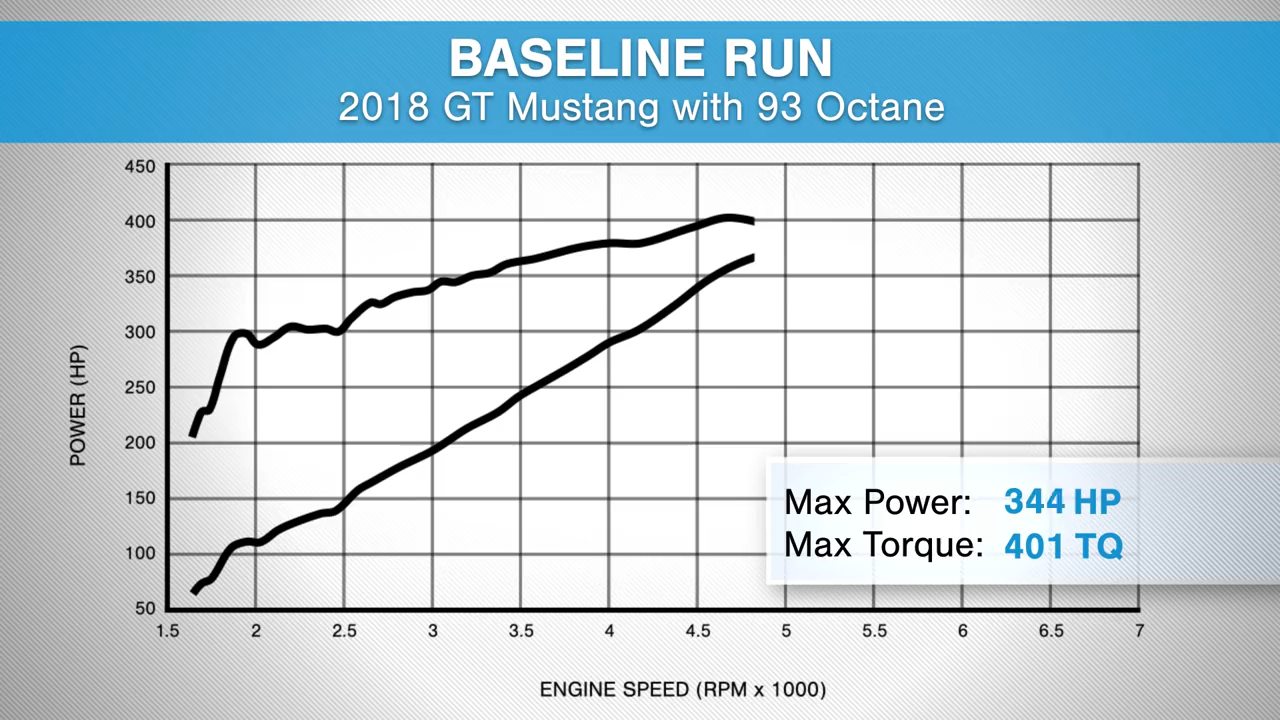 BASELINE RUN
2018 GT Mustang with 93 Octane
450
400
350
300
250
200
150
100
50
POWER (HP)
1.5 2 2.5 3 3.5 4 4.5 5 5.5 6 6.5 7
ENGINE SPEED (RPM x 1000)
Max Power: 344 HP
Max Torque: 401 TQ